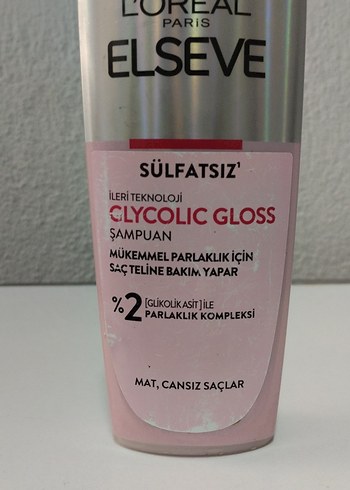 L'ORÉAL
PARİS
ELSEVE
SÜLFATSIZ¹
İLERİ TEKNOLOJİ
GLYCOLIC GLOSS
ŞAMPUAN
MÜKEMMEL PARLAKLIK İÇİN
SAÇ TELİNE BAKIM YAPAR
%2 [GLİKOLİK ASİT] İLE
PARLAKLIK KOMPLEKSİ
MAT, CANSIZ SAÇLAR